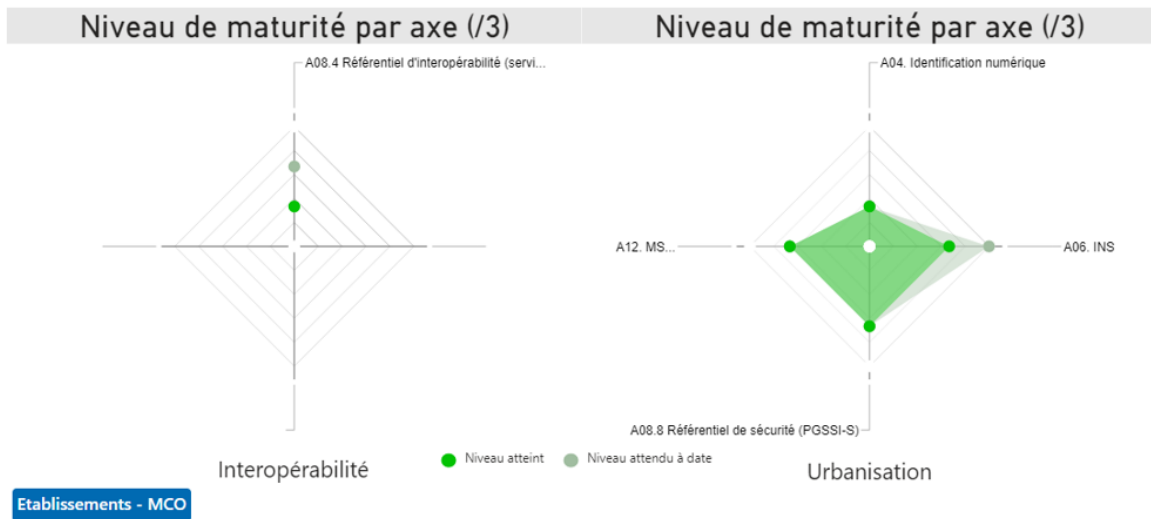 Niveau de maturité par axe (/3)
Niveau de maturité par axe (/3)
A08.4 Référentiel d'interopérabilité (servi...
A04. Identification numérique
A12. MS...
A06. INS
A08.8 Référentiel de sécurité (PGSSI-S)
Niveau atteint
Niveau attendu à date
Interopérabilité
Urbanisation
Etablissements - MCO